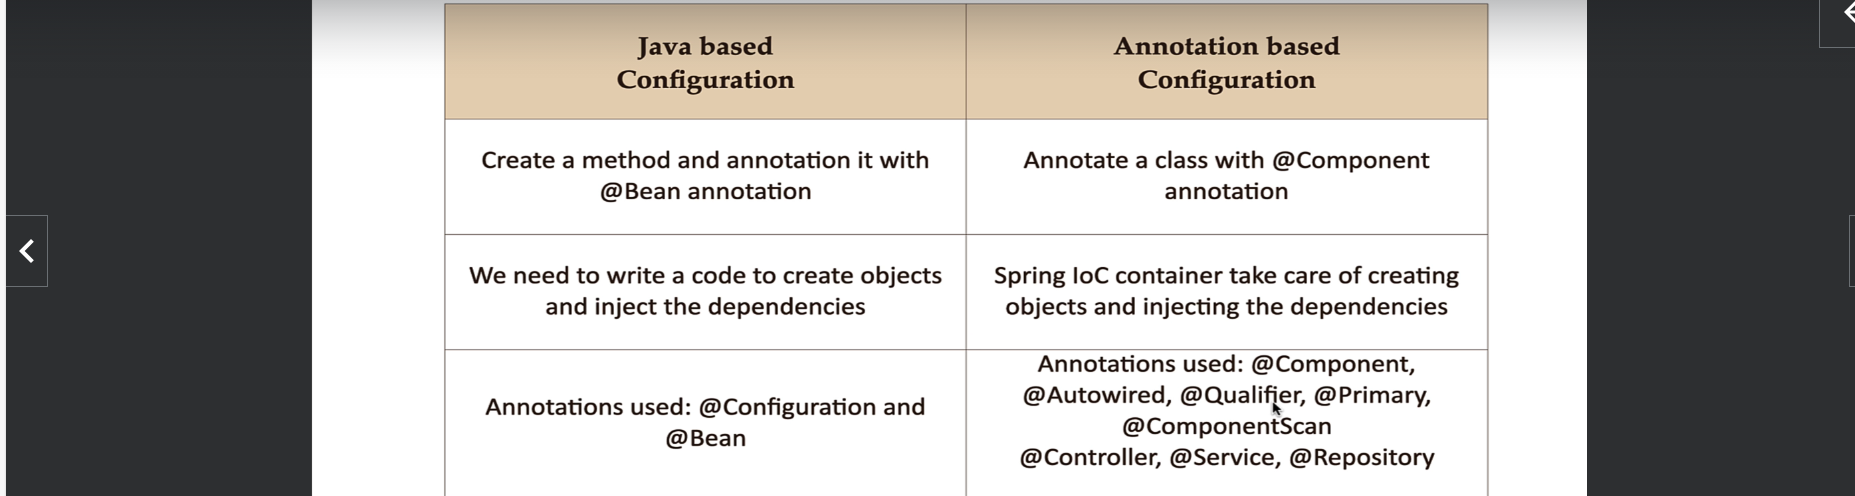 Java based
Configuration
Annotation based
Configuration
Create a method and annotation it with
@Bean annotation
Annotate a class with @Component
annotation
We need to write a code to create objects
and inject the dependencies
Spring IoC container take care of creating
objects and injecting the dependencies
Annotations used: @Configuration and
@Bean
Annotations used: @Component,
@Autowired, @Qualifier, @Primary,
@ComponentScan
@Controller, @Service, @Repository